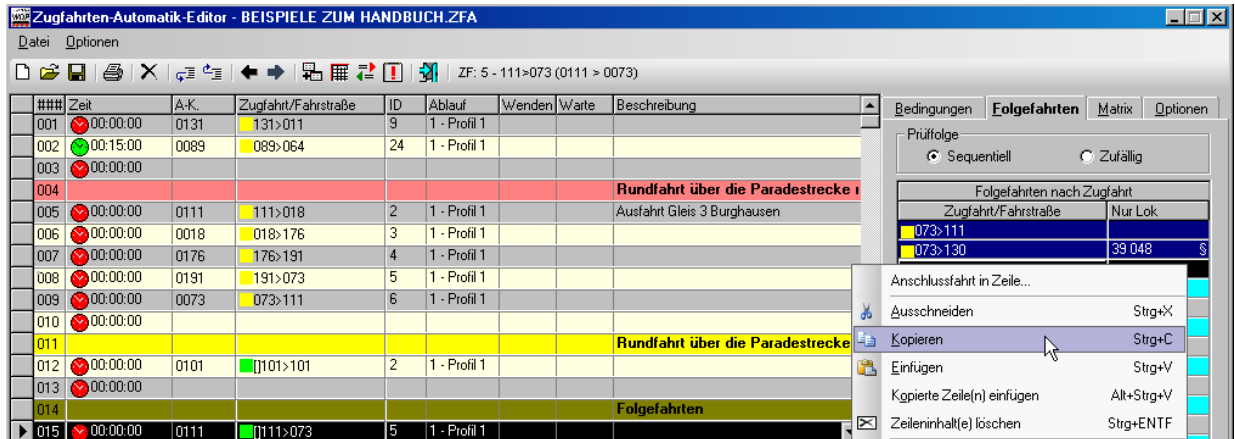 WDP Zugfahrten-Automatik-Editor - BEISPIELE ZUM HANDBUCH.ZFA
Datei Optionen
ZF: 5 - 111>073 (0111 > 0073)
### Zeit A-K. Zugfahrt/Fahrstraße ID Ablauf Wenden Warte Beschreibung
001 00:00:00 0131 131>011 9 1 - Profil 1
002 00:15:00 0089 089>064 24 1 - Profil 1
003 00:00:00
004 Rundfahrt über die Paradestrecke
005 00:00:00 0111 111>018 2 1 - Profil 1 Ausfahrt Gleis 3 Burghausen
006 00:00:00 0018 018>176 3 1 - Profil 1
007 00:00:00 0176 176>191 4 1 - Profil 1
008 00:00:00 0191 191>073 5 1 - Profil 1
009 00:00:00 0073 073>111 6 1 - Profil 1
010 00:00:00
011 Rundfahrt über die Paradestrecke
012 00:00:00 0101 []101>101 2 1 - Profil 1
013 00:00:00
014 Folgefahrten
015 00:00:00 0111 []111>073 5 1 - Profil 1
Bedingungen Folgefahrten Matrix Optionen
Prüffolge
Sequentiell Zufällig
Folgefahrten nach Zugfahrt
Zugfahrt/Fahrstraße Nur Lok
073>111
073>130 39 048 §
Anschlussfahrt in Zeile...
Ausschneiden Strg+X
Kopieren Strg+C
Einfügen Strg+V
Kopierte Zeile(n) einfügen Alt+Strg+V
Zeileninhalt(e) löschen Strg+ENTF